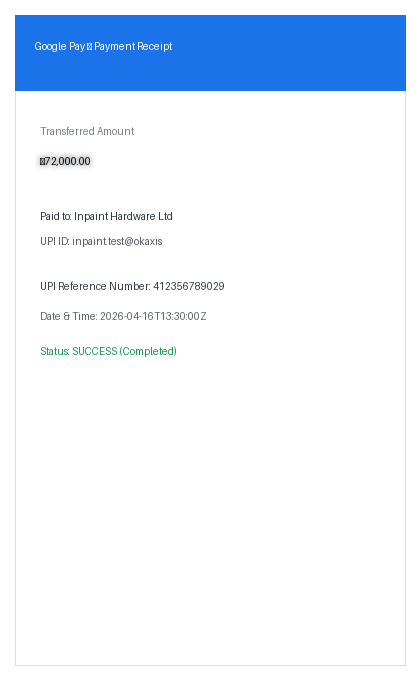 Google Pay ▯ Payment Receipt
Transferred Amount
▯72,000.00
Paid to: Inpaint Hardware Ltd
UPI ID: inpaint.test@okaxis
UPI Reference Number: 412356789029
Date & Time: 2026-04-16T13:30:00Z
Status: SUCCESS (Completed)